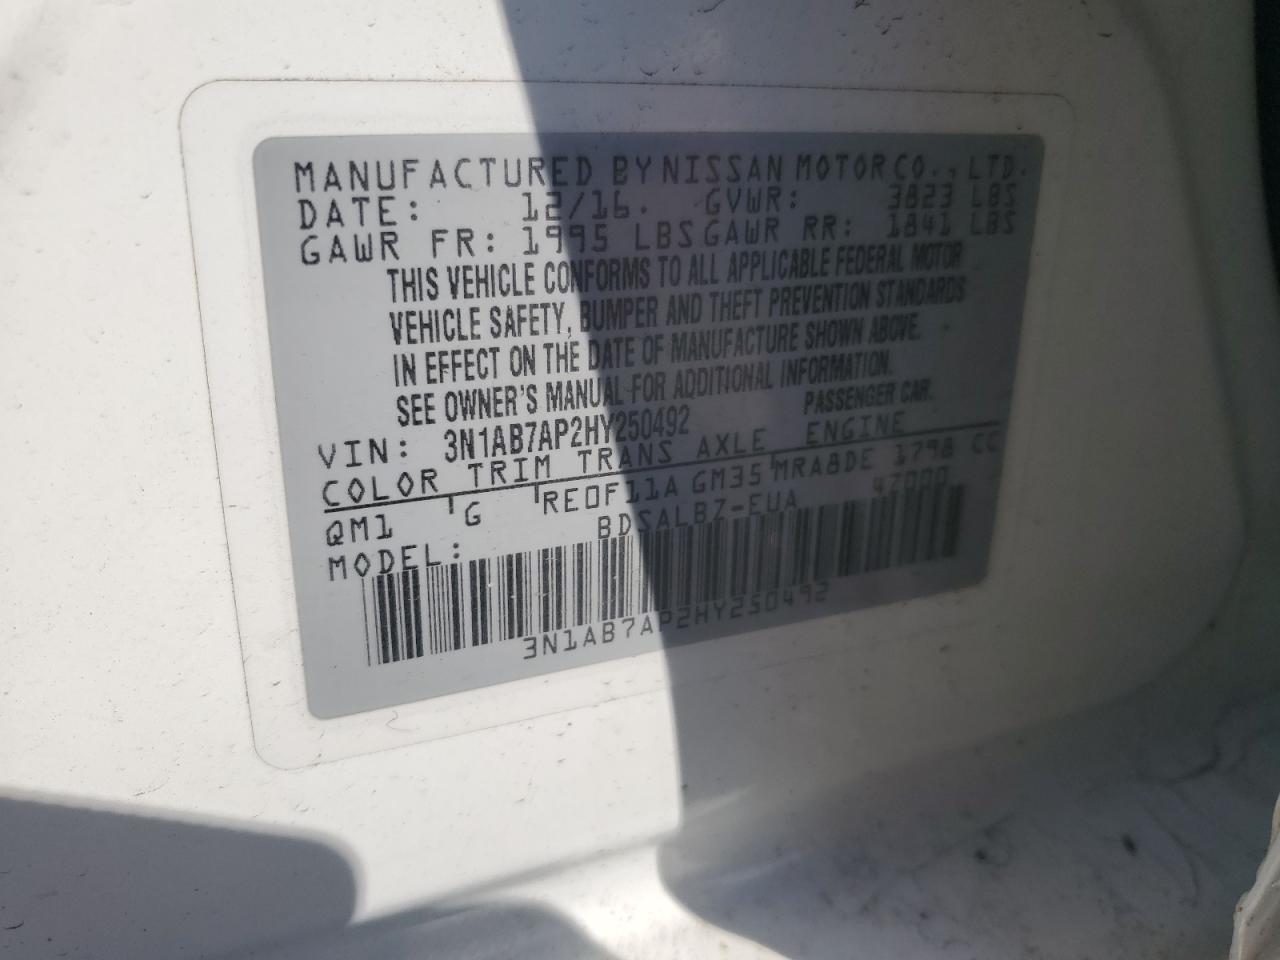 MANUFACTURED BY NISSAN MOTOR CO., LTD.
DATE: 12/16. GVWR: 3823 LBS
GAWR FR: 1995 LBS GAWR RR: 1841 LBS
THIS VEHICLE CONFORMS TO ALL APPLICABLE FEDERAL MOTOR
VEHICLE SAFETY, BUMPER AND THEFT PREVENTION STANDARDS
IN EFFECT ON THE DATE OF MANUFACTURE SHOWN ABOVE.
SEE OWNER'S MANUAL FOR ADDITIONAL INFORMATION.
VIN: 3N1AB7AP2HY250492 PASSENGER CAR.
COLOR TRIM TRANS AXLE ENGINE
QM1 G RE0F11A GM35 MRA8DE 1798 CC
MODEL: BDSALBZ-EUA 47000
3N1AB7AP2HY250492